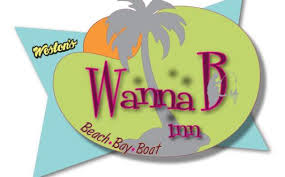 Weston's
Wanna B
Inn
Beach • Bay • Boat